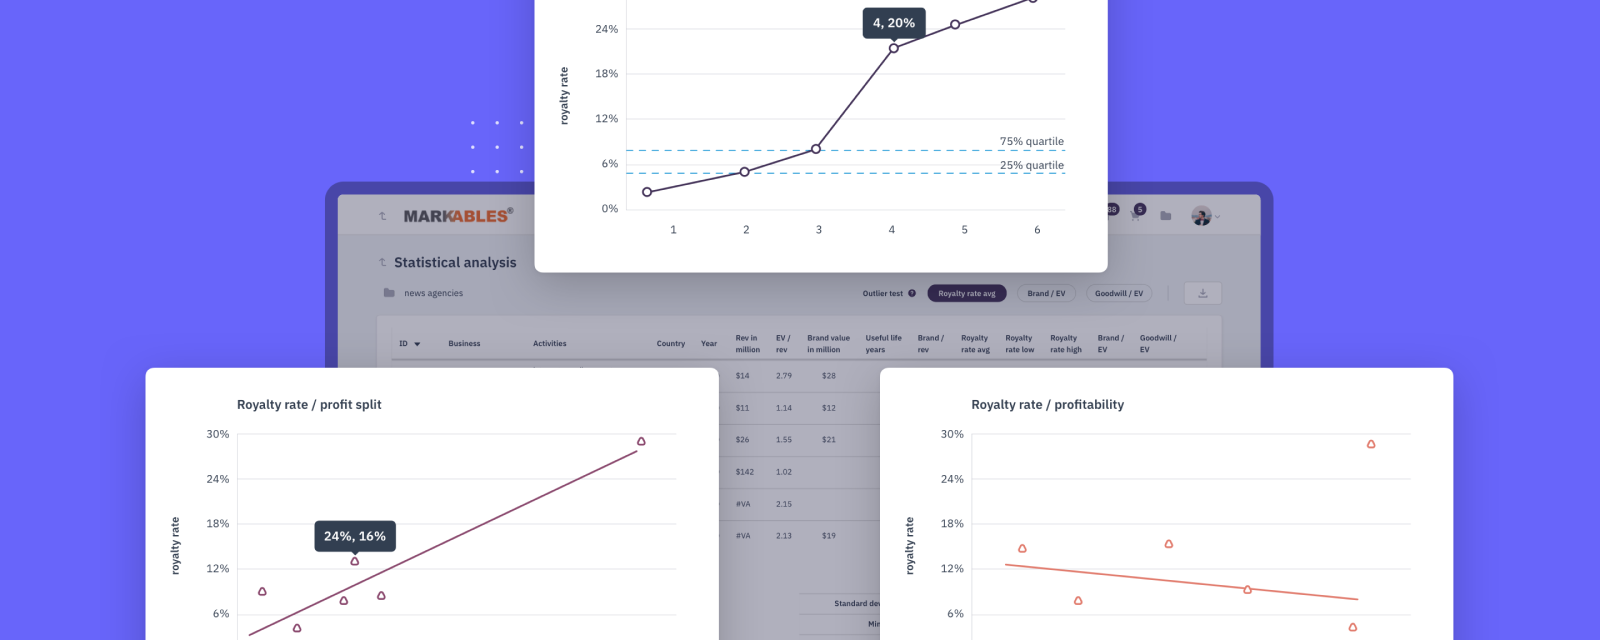 4, 20%
24%
18%
12%
6%
0%
royalty rate
75% quartile
25% quartile
1 2 3 4 5 6
MARKABLES®
88
5
Statistical analysis
news agencies
Outlier test ? Royalty rate avg Brand / EV Goodwill / EV
ID Business Activities Country Year Rev in million EV / rev Brand value in million Useful life years Brand / rev Royalty rate avg Royalty rate low Royalty rate high Brand / EV Goodwill / EV
$14 2.79 $28
$11 1.14 $12
$26 1.55 $21
$142 1.02
#VA 2.15
#VA 2.13 $19
Standard de
Min
Royalty rate / profit split
30%
24%
18%
12%
6%
royalty rate
24%, 16%
Royalty rate / profitability
30%
24%
18%
12%
6%
royalty rate